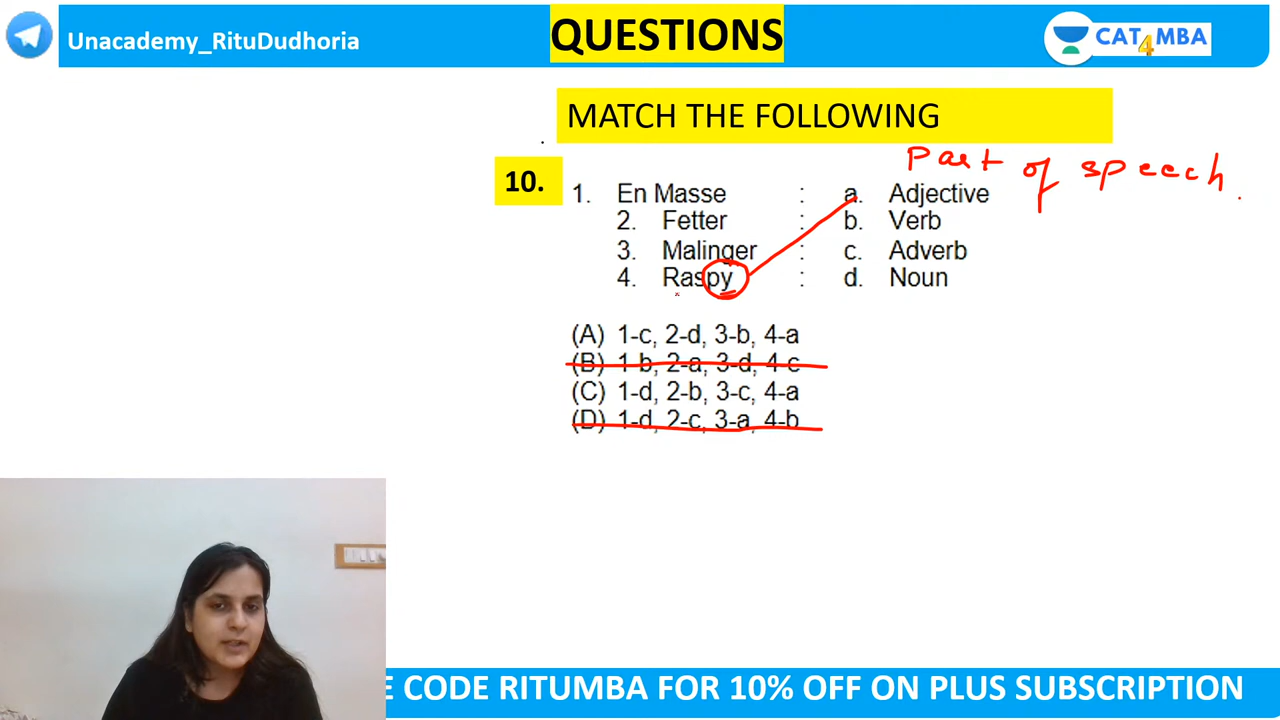 Unacademy_RituDudhoria
QUESTIONS
CAT4MBA
MATCH THE FOLLOWING
Part of speech.
10.
1. En Masse : a. Adjective
2. Fetter : b. Verb
3. Malinger : c. Adverb
4. Raspy : d. Noun
(A) 1-c, 2-d, 3-b, 4-a
(B) 1-b, 2-a, 3-d, 4-c
(C) 1-d, 2-b, 3-c, 4-a
(D) 1-d, 2-c, 3-a, 4-b
E CODE RITUMBA FOR 10% OFF ON PLUS SUBSCRIPTION